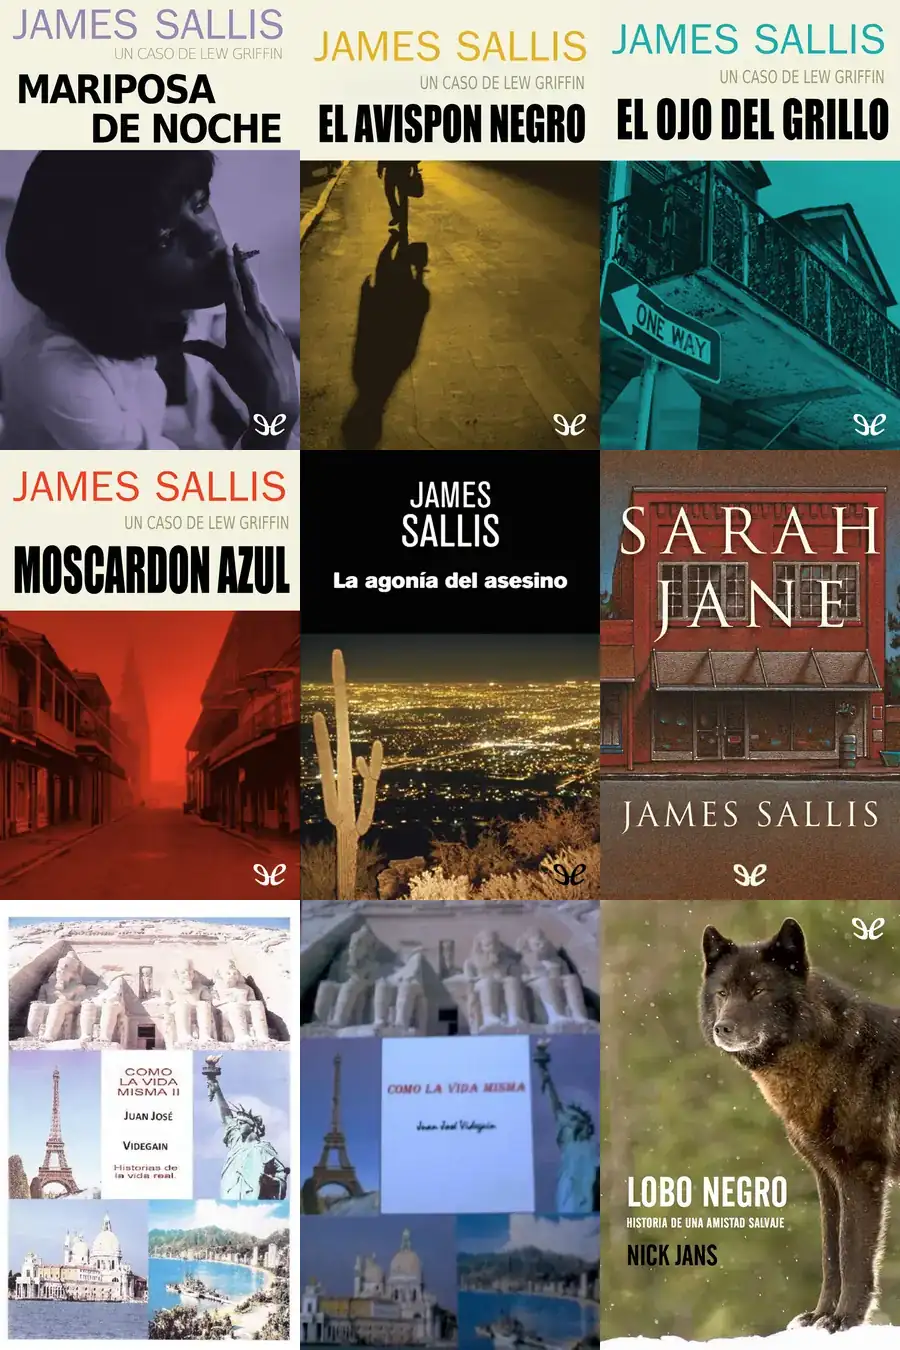 JAMES SALLIS
UN CASO DE LEW GRIFFIN
MARIPOSA
DE NOCHE
JAMES SALLIS
UN CASO DE LEW GRIFFIN
EL AVISPON NEGRO
JAMES SALLIS
UN CASO DE LEW GRIFFIN
EL OJO DEL GRILLO
ONE WAY
JAMES SALLIS
UN CASO DE LEW GRIFFIN
MOSCARDON AZUL
JAMES
SALLIS
La agonía del asesino
SARAH
JANE
JAMES SALLIS
COMO
LA VIDA
MISMA II
JUAN JOSÉ
VIDEGAIN
Historias de
la vida real.
COMO LA VIDA MISMA
Juan José Videgain
LOBO NEGRO
HISTORIA DE UNA AMISTAD SALVAJE
NICK JANS